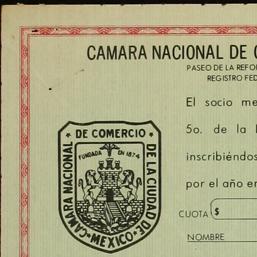 CAMARA NACIONAL DE
PASEO DE LA REFOR
REGISTRO FED
El socio me
5o. de la
inscribiéndos
por el año en
CUOTA $
NOMBRE
CAMARA NACIONAL DE COMERCIO DE LA CIUDAD DE MEXICO
FUNDADA EN 1874